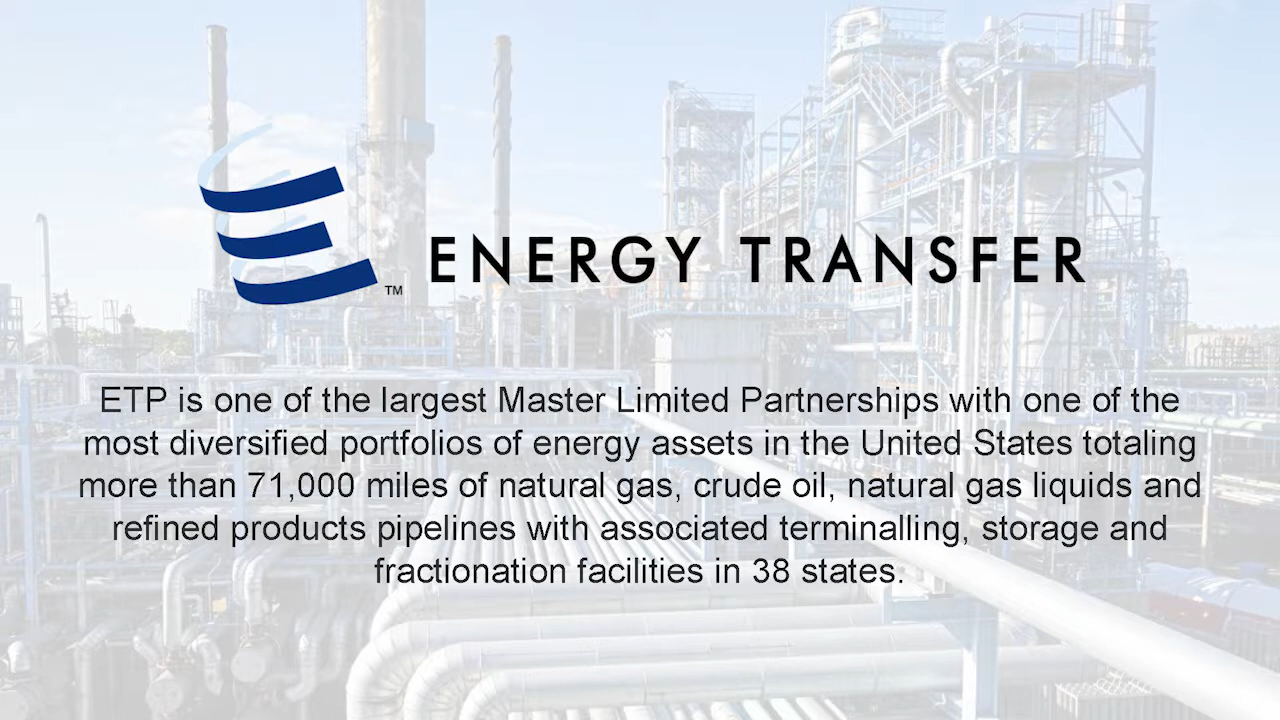 ENERGY TRANSFER
TM
ETP is one of the largest Master Limited Partnerships with one of the
most diversified portfolios of energy assets in the United States totaling
more than 71,000 miles of natural gas, crude oil, natural gas liquids and
refined products pipelines with associated terminalling, storage and
fractionation facilities in 38 states.